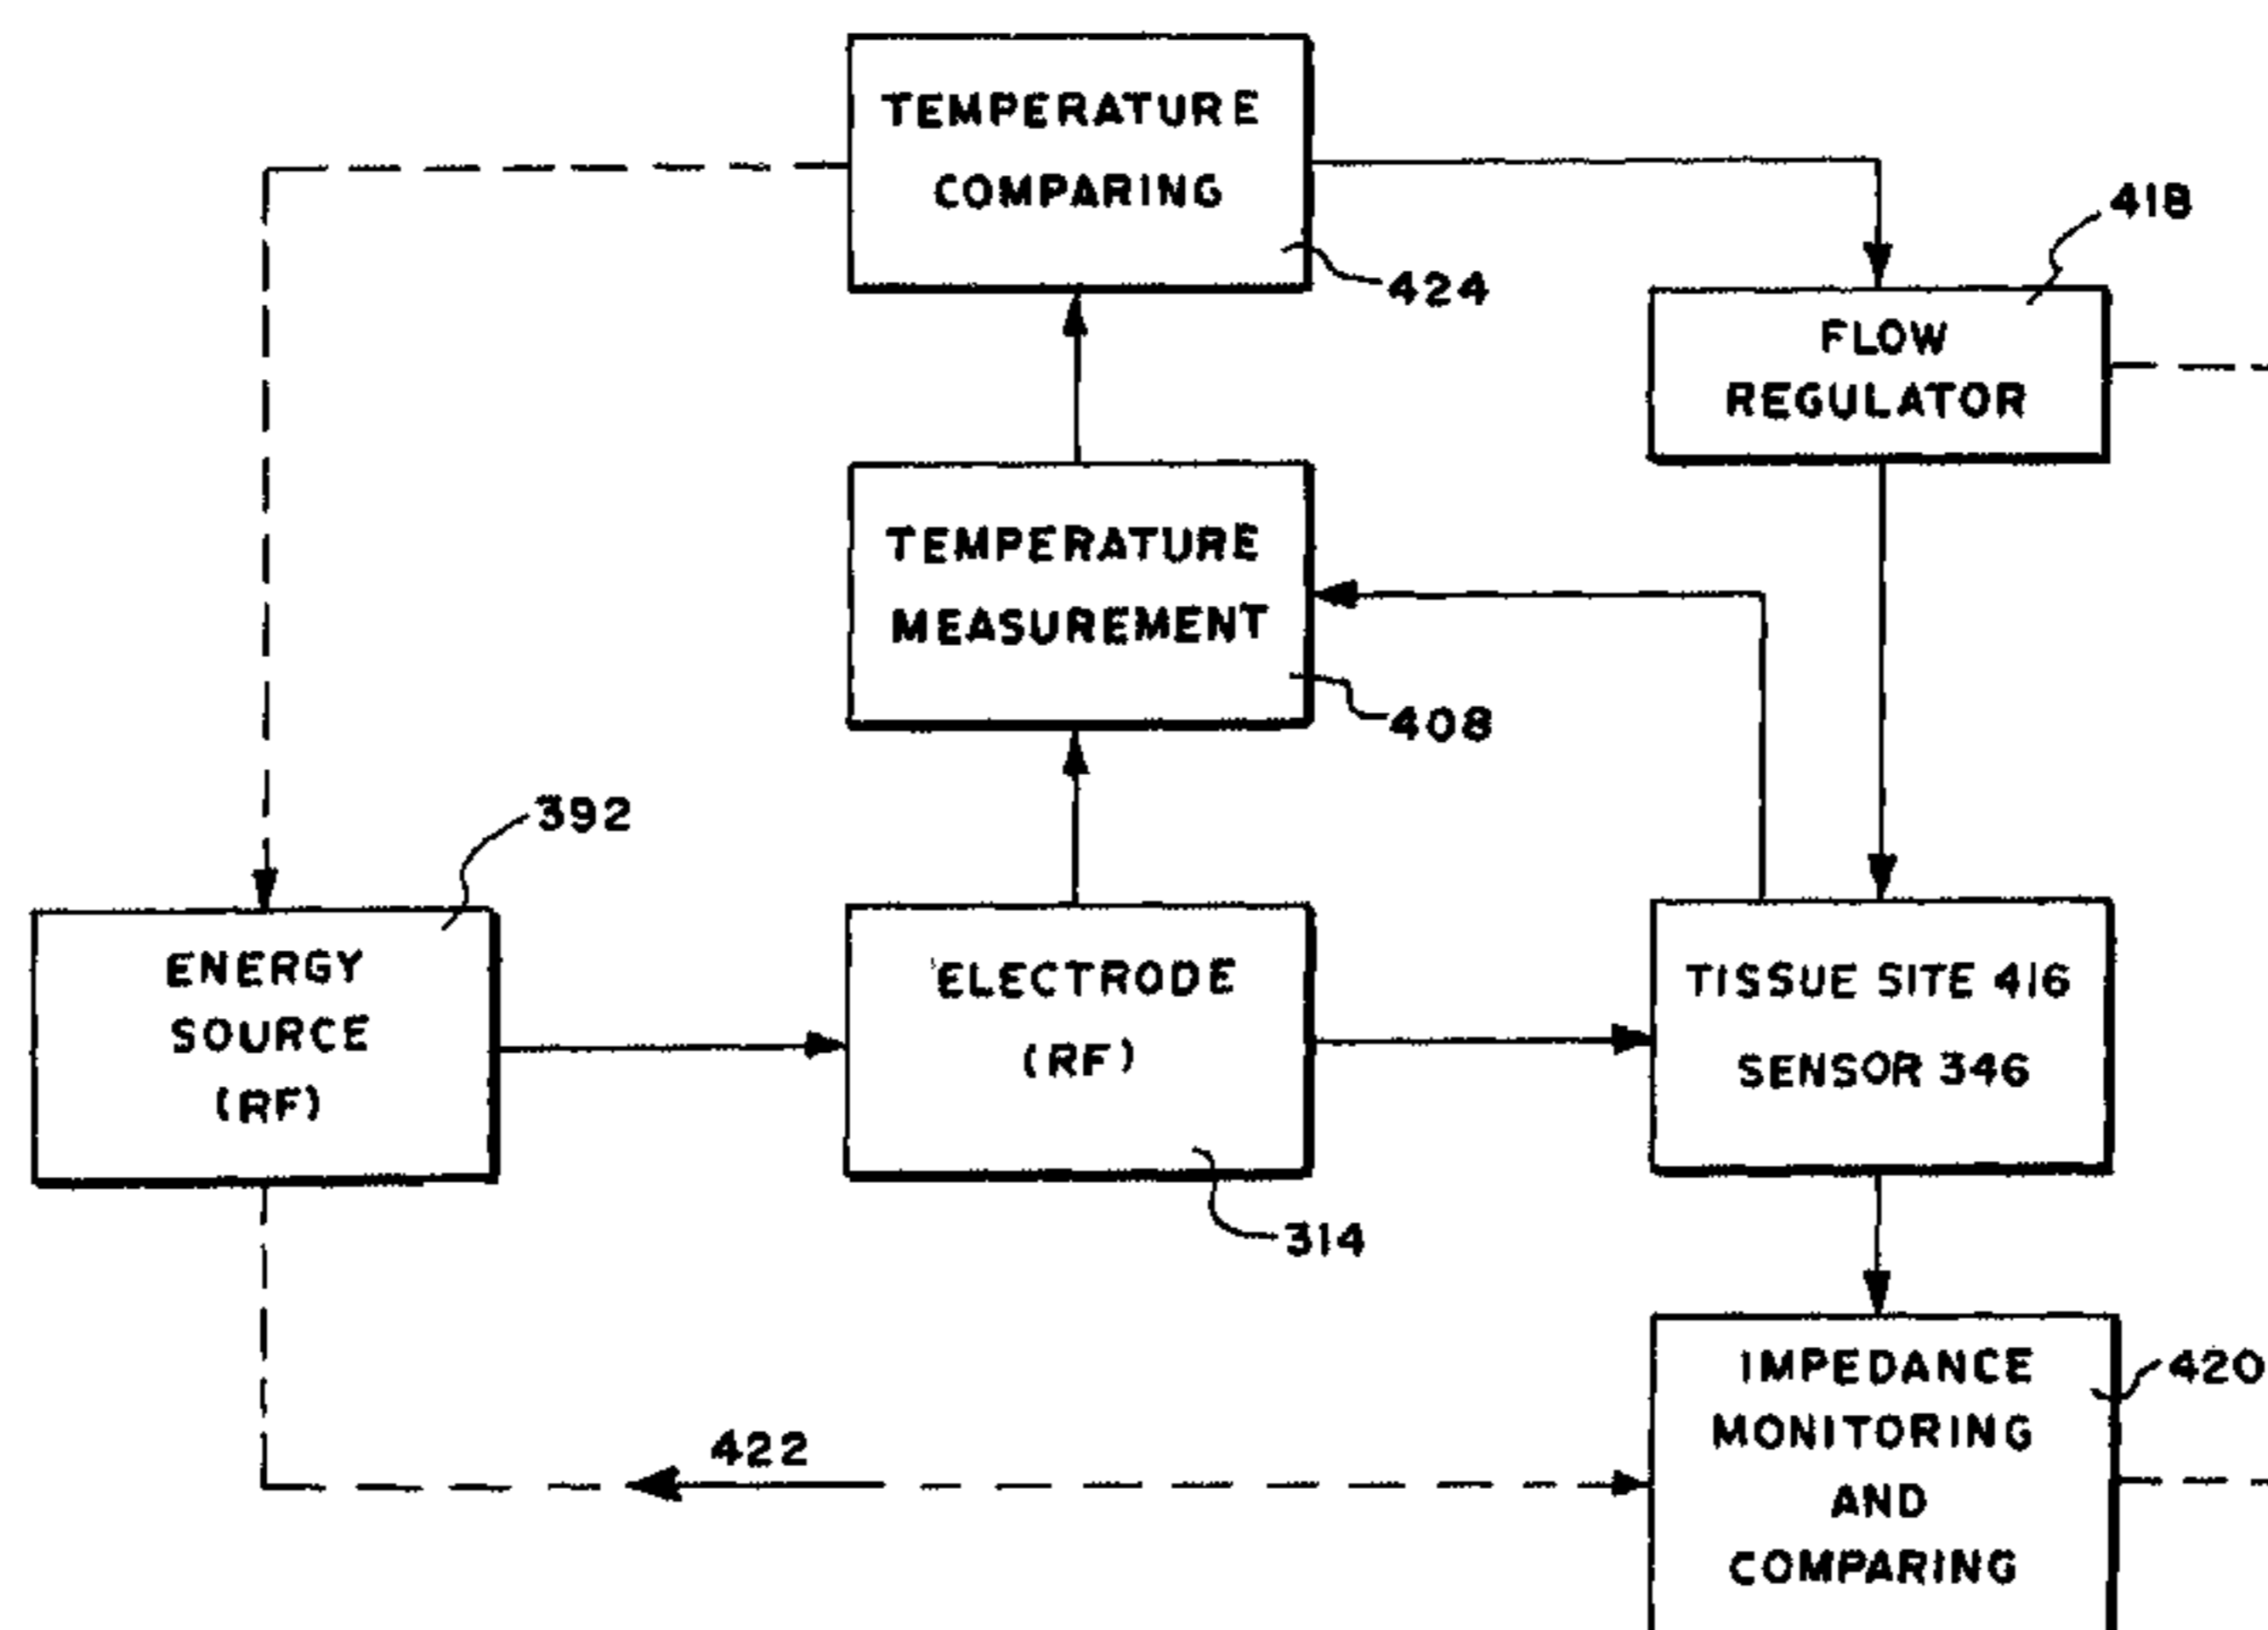 TEMPERATURE
COMPARING
424
418
FLOW
REGULATOR
TEMPERATURE
MEASUREMENT
408
392
ENERGY
SOURCE
(RF)
ELECTRODE
(RF)
314
TISSUE SITE 416
SENSOR 346
422
IMPEDANCE
MONITORING
AND
COMPARING
420